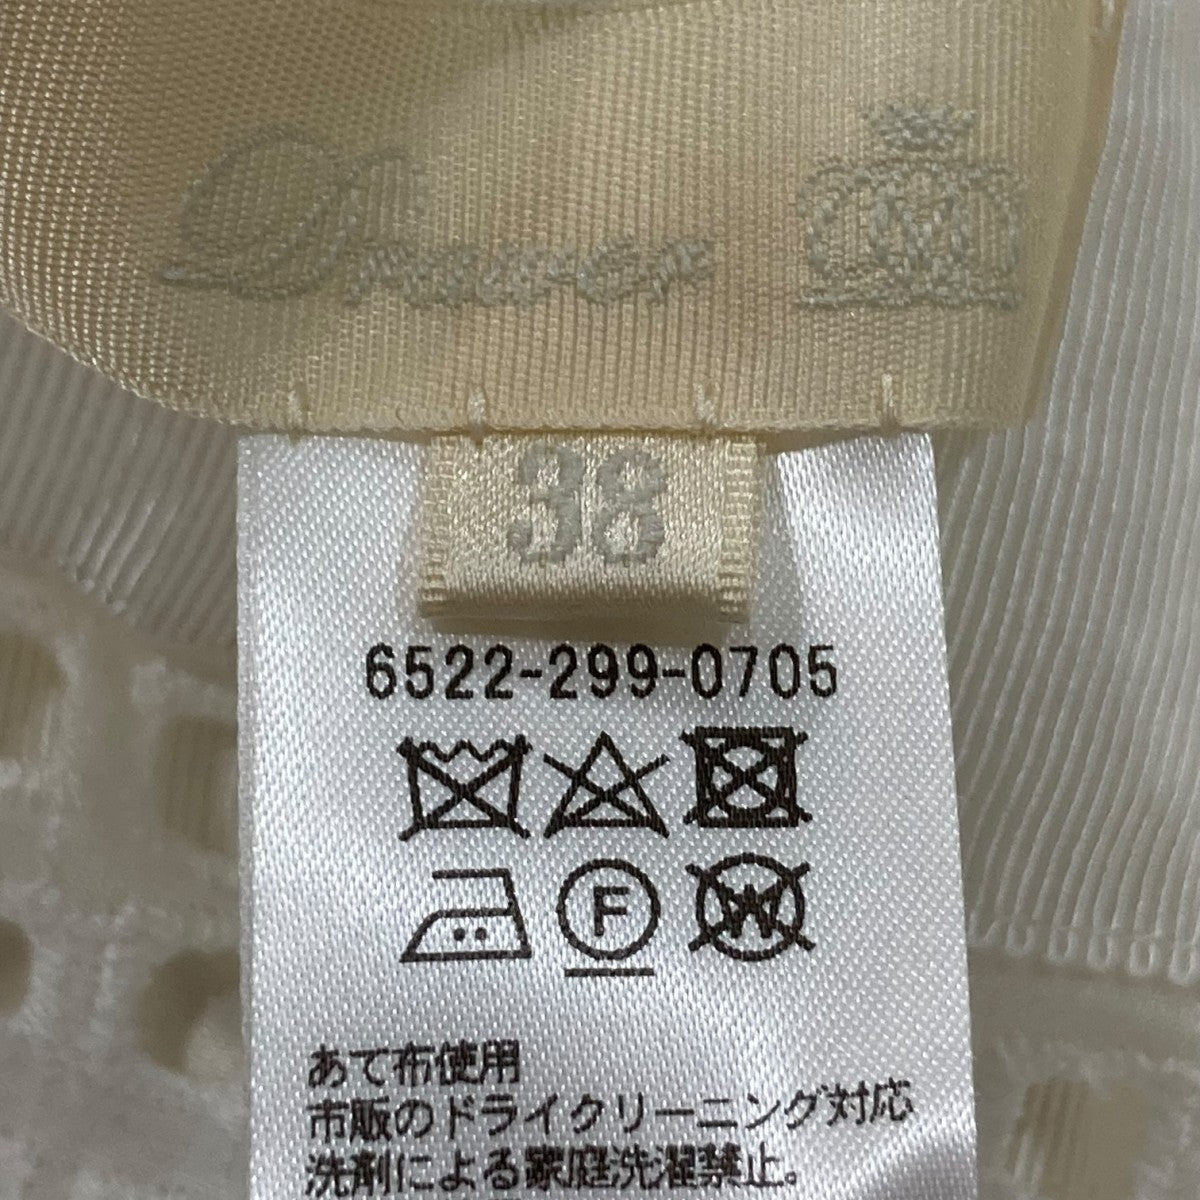 Drawer
38
6522-299-0705
F
W
あて布使用
市販のドライクリーニング対応
洗剤による家庭洗濯禁止。